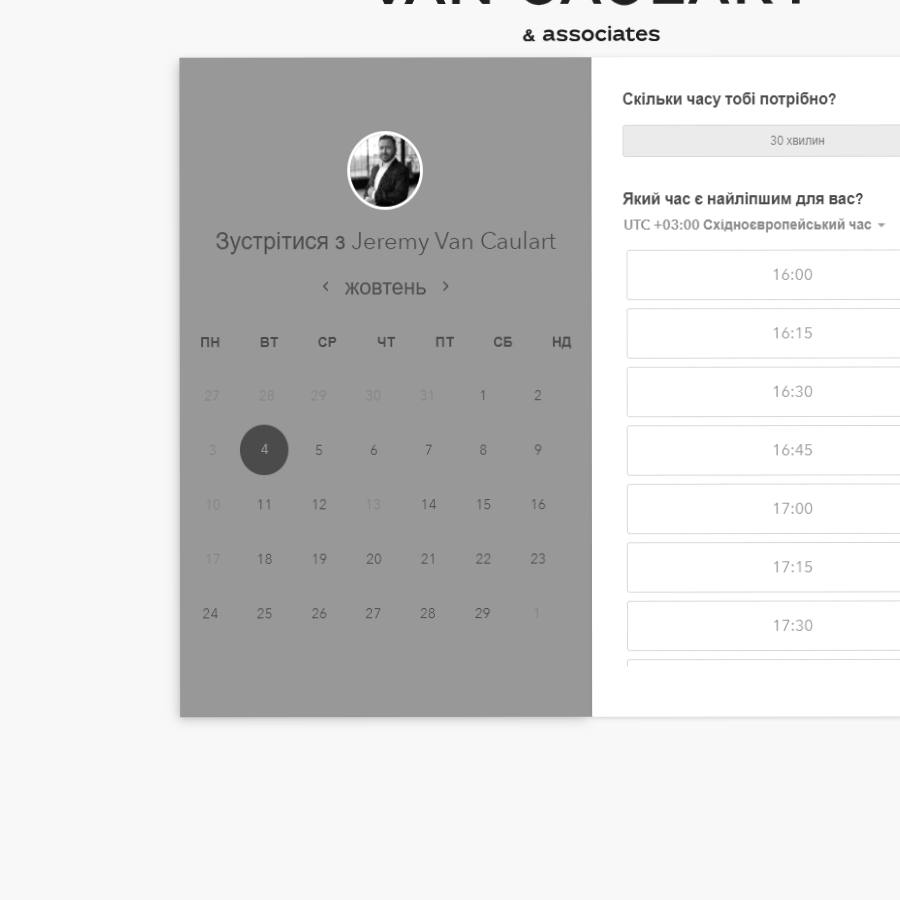 VAN CAULART
& associates
Зустрітися з Jeremy Van Caulart
жовтень
ПН ВТ СР ЧТ ПТ СБ НД
27 28 29 30 31 1 2
3 4 5 6 7 8 9
10 11 12 13 14 15 16
17 18 19 20 21 22 23
24 25 26 27 28 29 1
Скільки часу тобі потрібно?
30 хвилин
Який час є найліпшим для вас?
UTC +03:00 Східноєвропейський час
16:00
16:15
16:30
16:45
17:00
17:15
17:30